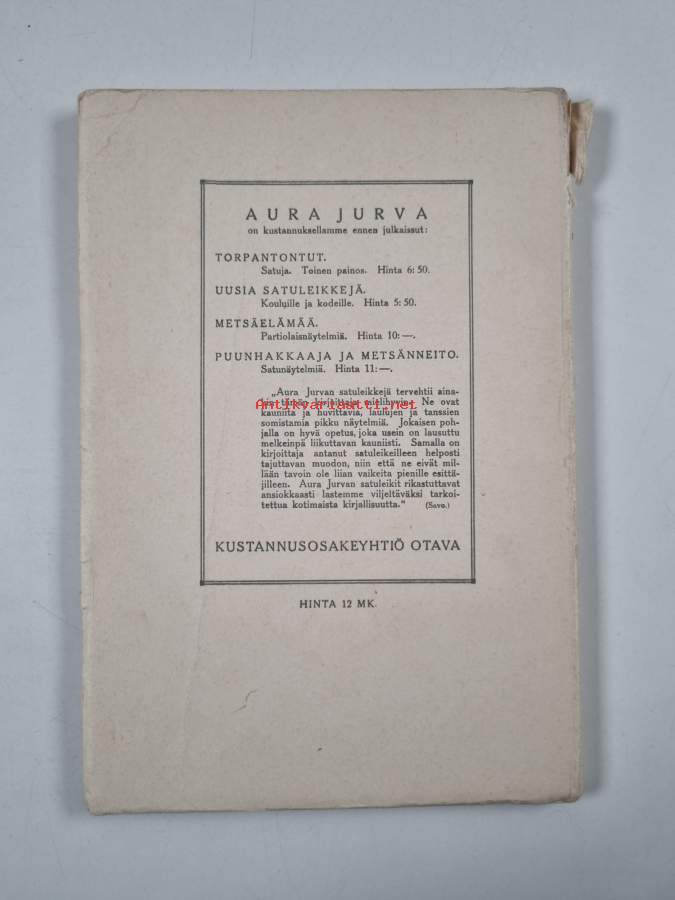 AURA JURVA
on kustannuksellamme ennen julkaissut:
TORPANTONTUT.
Satuja. Toinen painos. Hinta 6: 50.
UUSIA SATULEIKKEJÄ.
Kouluille ja kodeille. Hinta 5: 50.
METSÄELÄMÄÄ.
Partiolaisnäytelmiä. Hinta 10: —.
PUUNHAKKAAJA JA METSÄNNEITO.
Satunäytelmiä. Hinta 11: —.
„Aura Jurvan satuleikkejä tervehtii aina-
kin tämän kirjoittaja mielihyvin. Ne ovat
Antikvariaatti.net
kauniita ja huvittavia, laulujen ja tanssien
somistamia pikku näytelmiä. Jokaisen poh-
jalla on hyvä opetus, joka usein on lausuttu
melkeinpä liikuttavan kauniisti. Samalla on
kirjoittaja antanut satuleikeilleen helposti
tajuttavan muodon, niin että ne eivät mil-
lään tavoin ole liian vaikeita pienille esittä-
jilleen. Aura Jurvan satuleikit rikastuttavat
ansiokkaasti lastemme viljeltäväksi tarkoi-
tettua kotimaista kirjallisuutta.“ (Savo.)
KUSTANNUSOSAKEYHTIÖ OTAVA
HINTA 12 MK